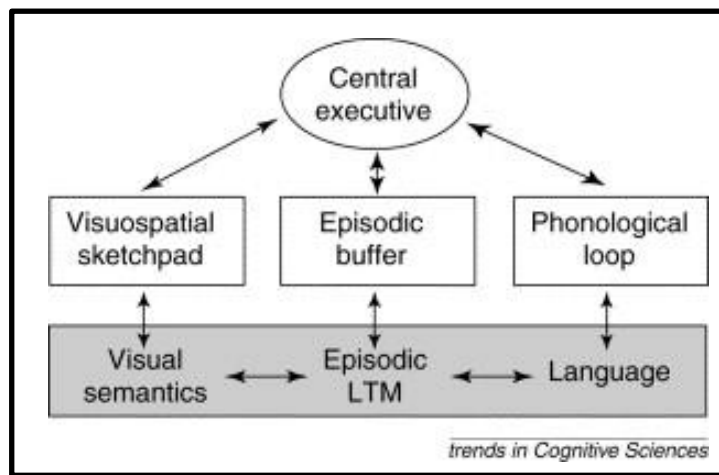 Central
executive
Visuospatial
sketchpad
Episodic
buffer
Phonological
loop
Visual
semantics
Episodic
LTM
Language
trends in Cognitive Sciences